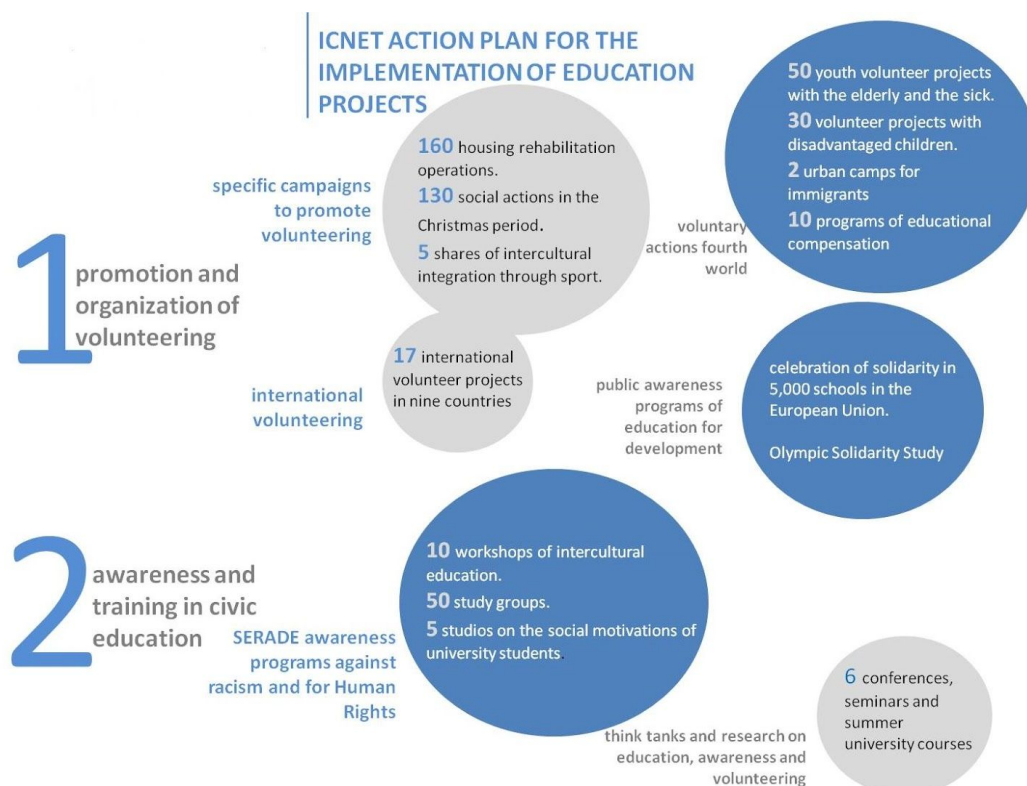 ICNET ACTION PLAN FOR THE
IMPLEMENTATION OF EDUCATION
PROJECTS
1
promotion and
organization of
volunteering
specific campaigns
to promote
volunteering
160 housing rehabilitation
operations.
130 social actions in the
Christmas period.
5 shares of intercultural
integration through sport.
voluntary
actions fourth
world
50 youth volunteer projects
with the elderly and the sick.
30 volunteer projects with
disadvantaged children.
2 urban camps for
immigrants
10 programs of educational
compensation
international
volunteering
17 international
volunteer projects
in nine countries
public awareness
programs of
education for
development
celebration of solidarity in
5,000 schools in the
European Union.
Olympic Solidarity Study
2
awareness and
training in civic
education
SERADE awareness
programs against
racism and for Human
Rights
10 workshops of intercultural
education.
50 study groups.
5 studios on the social motivations of
university students.
think tanks and research on
education, awareness and
volunteering
6 conferences,
seminars and
summer
university courses